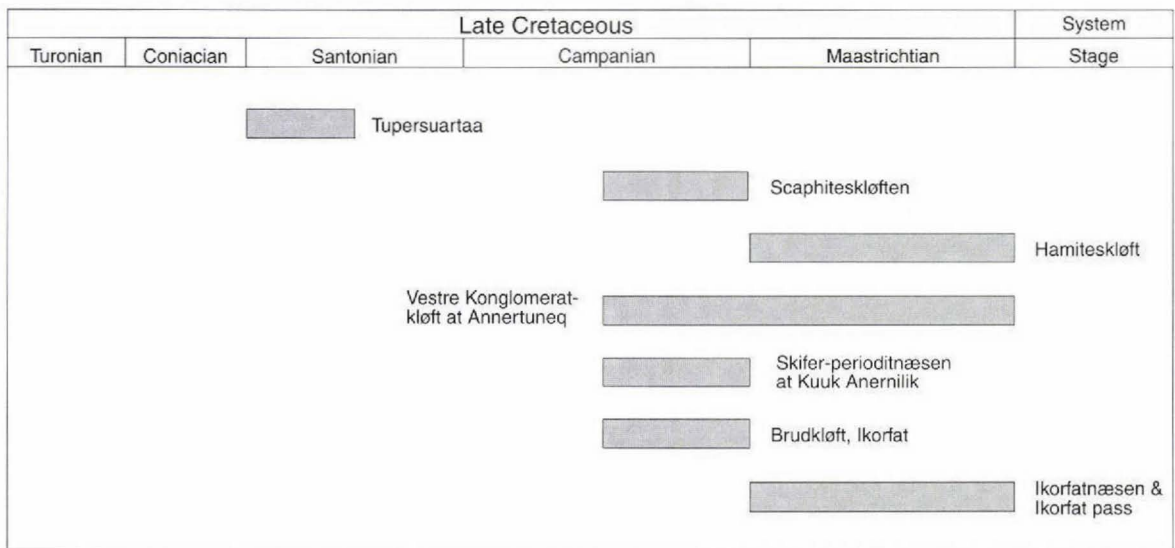 Late Cretaceous System
Turonian Coniacian Santonian Campanian Maastrichtian Stage
Tupersuartaa
Scaphiteskløften
Hamiteskløft
Vestre Konglomerat-
kløft at Annertuneq
Skifer-perioditnæsen
at Kuuk Anernilik
Brudkløft, Ikorfat
Ikorfatnæsen &
Ikorfat pass